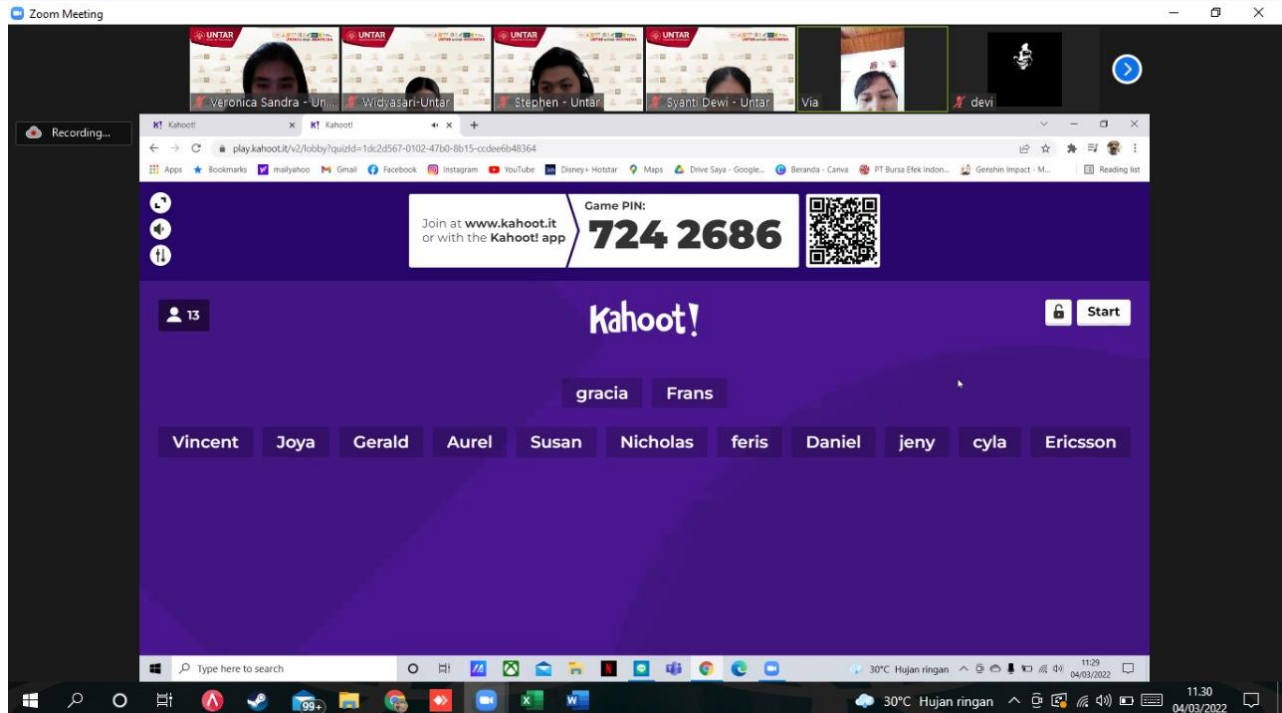 Zoom Meeting
UNTAR UNTAR UNTAR UNTAR
Veronica Sandra - Un... Widyasari-Untar Stephen - Untar Syanti Dewi - Untar Via devi
Recording...
Kahoot! Kahoot!
play.kahoot.it/v2/lobby?quizId=1dc2d567-0102-47b0-8b15-ccdee6b48364
Apps Bookmarks mailyahoo Gmail Facebook Instagram YouTube Disney+ Hotstar Maps Drive Saya - Google... Beranda - Canva PT Bursa Efek Indon... Genshin Impact - M... Reading list
Join at www.kahoot.it
or with the Kahoot! app
Game PIN:
724 2686
13
Kahoot!
Start
gracia Frans
Vincent Joya Gerald Aurel Susan Nicholas feris Daniel jeny cyla Ericsson
Type here to search
30°C Hujan ringan
11:29
04/03/2022
99+
30°C Hujan ringan
11.30
04/03/2022